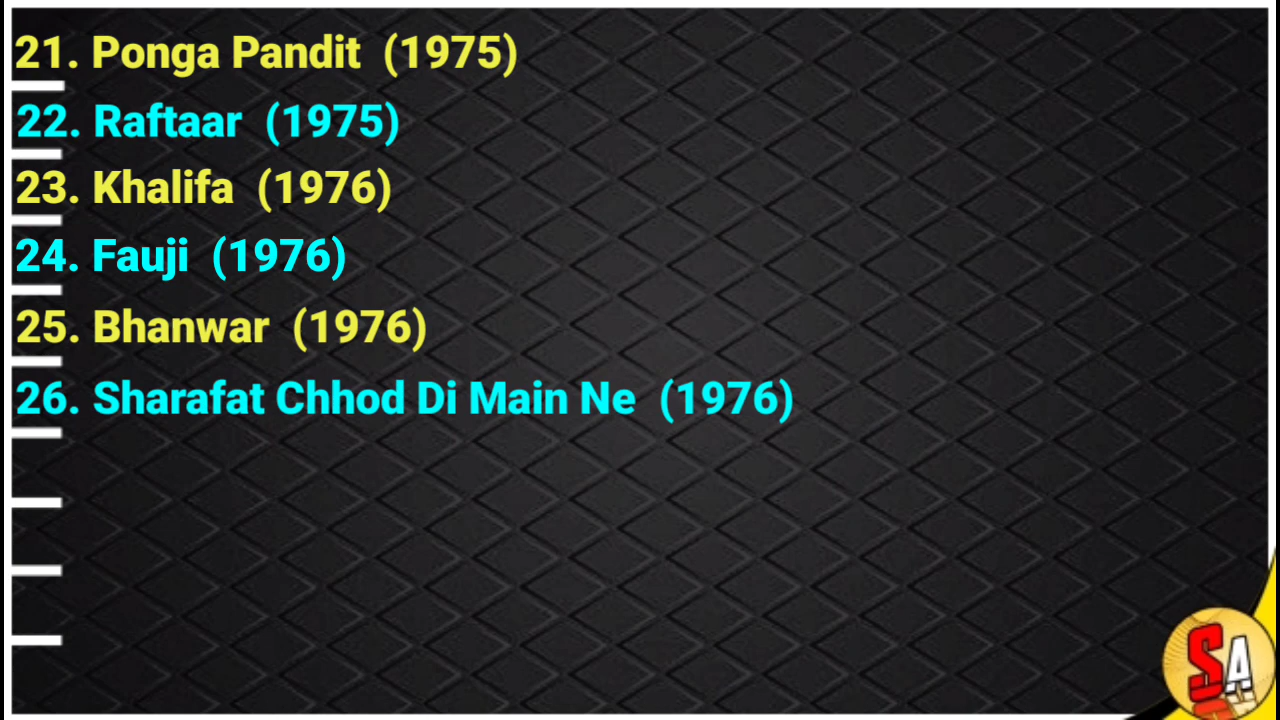 21. Ponga Pandit (1975)
22. Raftaar (1975)
23. Khalifa (1976)
24. Fauji (1976)
25. Bhanwar (1976)
26. Sharafat Chhod Di Main Ne (1976)
SA